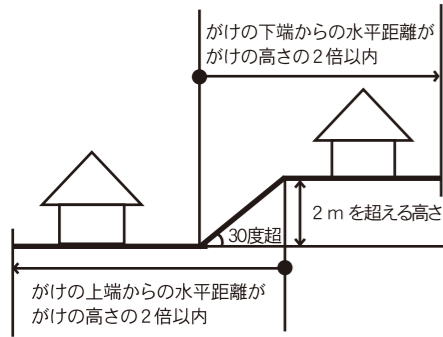 がけの下端からの水平距離が
がけの高さの2倍以内
2mを超える高さ
30度超
がけの上端からの水平距離が
がけの高さの2倍以内